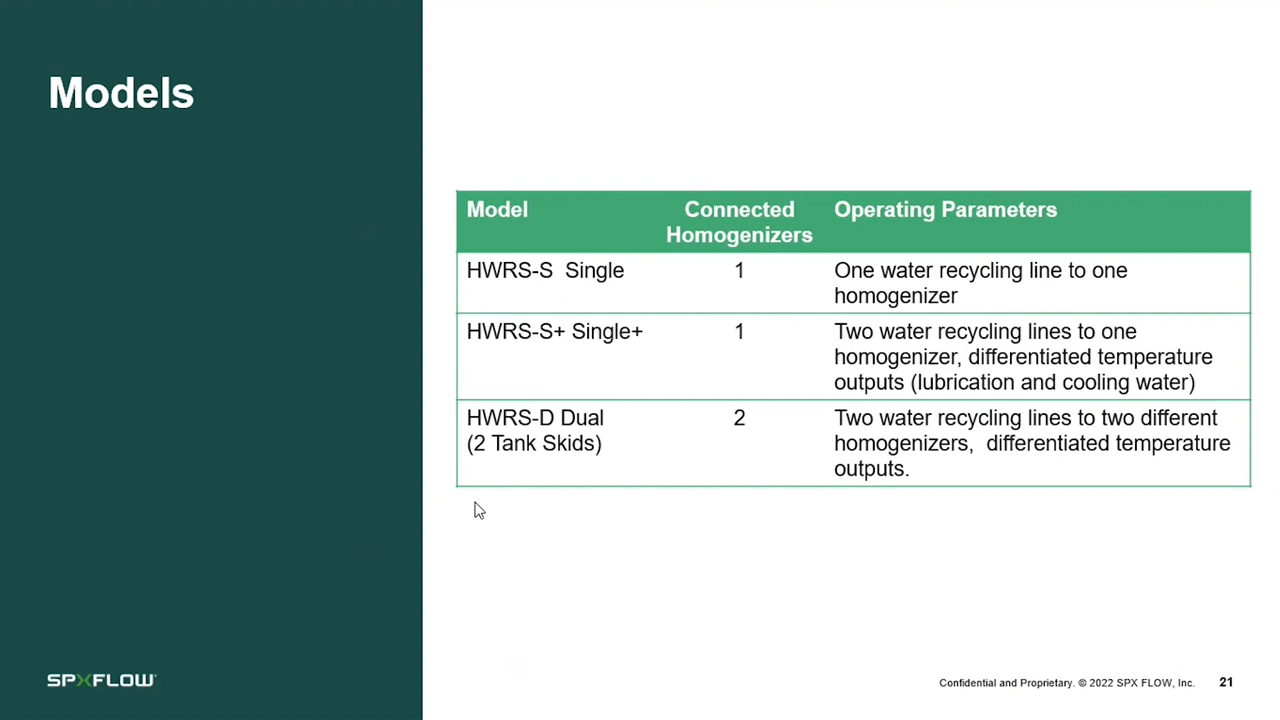 Models
Model
Connected
Homogenizers
Operating Parameters
HWRS-S Single
1
One water recycling line to one
homogenizer
HWRS-S+ Single+
1
Two water recycling lines to one
homogenizer, differentiated temperature
outputs (lubrication and cooling water)
HWRS-D Dual
(2 Tank Skids)
2
Two water recycling lines to two different
homogenizers, differentiated temperature
outputs.
SPXFLOW
Confidential and Proprietary. © 2022 SPX FLOW, Inc.
21